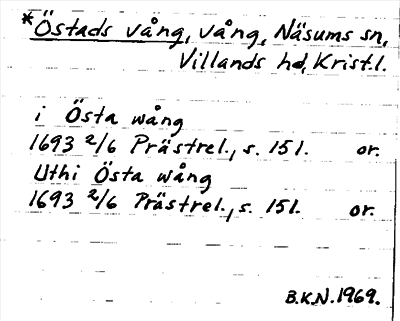 *Östads vång, vång, Näsums sn,
Villands hd, Krist.l.
i Östa wång
1693 2/6 Prästrel., s. 151. or.
Uthi Östa wång
1693 2/6 Prästrel., s. 151. or.
B.K.N. 1969.